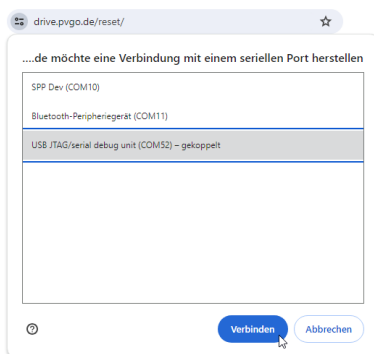 drive.pvgo.de/reset/
....de möchte eine Verbindung mit einem seriellen Port herstellen
SPP Dev (COM10)
Bluetooth-Peripheriegerät (COM11)
USB JTAG/serial debug unit (COM52) – gekoppelt
Verbinden
Abbrechen